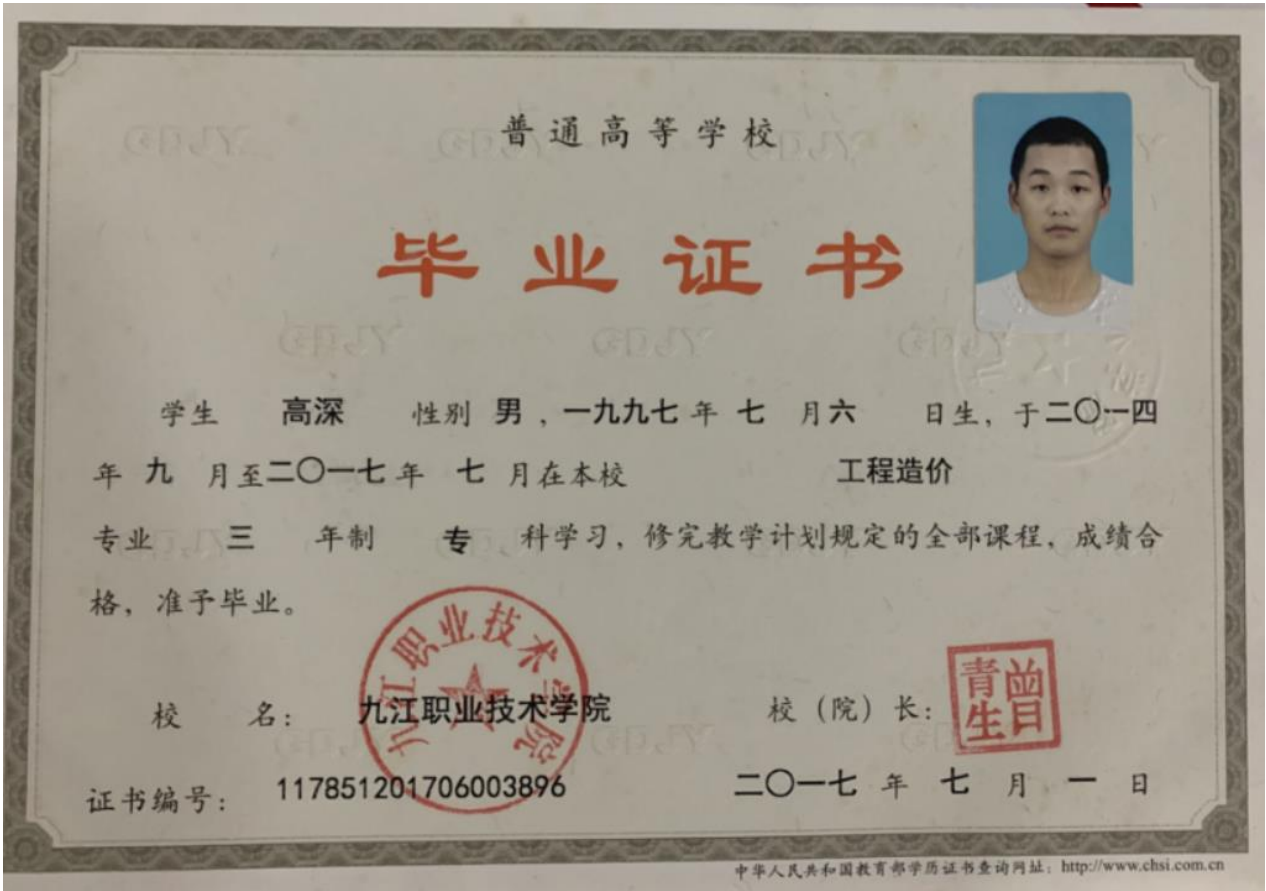 普通高等学校
毕业证书
学生 高深 性别 男，一九九七年 七 月六 日生，于二〇一四
年 九 月至二〇一七年 七 月在本校 工程造价
专业 三 年制 专 科学习，修完教学计划规定的全部课程，成绩合
格，准予毕业。
九江职业技术学院
曾青生
校 名： 九江职业技术学院 校（院）长：
证书编号： 117851201706003896 二〇一七 年 七 月 一 日
中华人民共和国教育部学历证书查询网址：http://www.chsi.com.cn